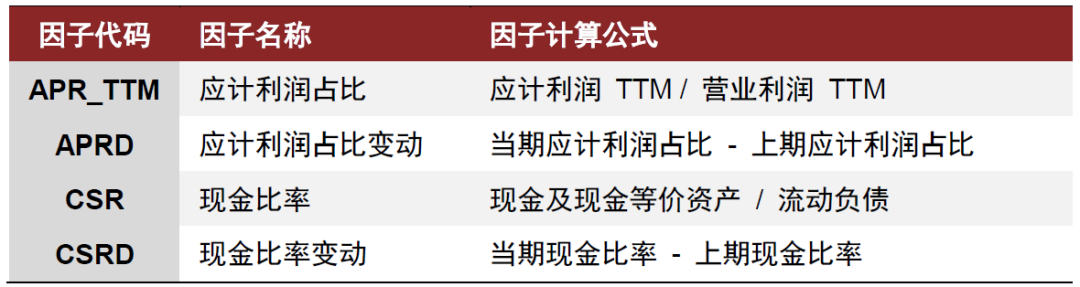 因子代码 因子名称 因子计算公式
APR_TTM 应计利润占比 应计利润 TTM / 营业利润 TTM
APRD 应计利润占比变动 当期应计利润占比 - 上期应计利润占比
CSR 现金比率 现金及现金等价资产 / 流动负债
CSRD 现金比率变动 当期现金比率 - 上期现金比率